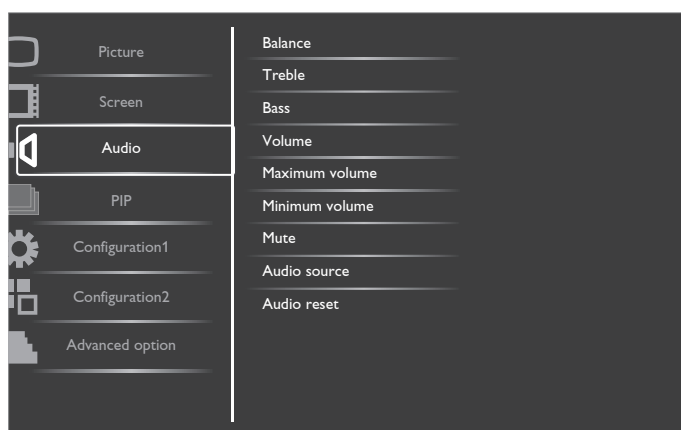 Picture
Screen
Audio
PIP
Configuration1
Configuration2
Advanced option
Balance
Treble
Bass
Volume
Maximum volume
Minimum volume
Mute
Audio source
Audio reset